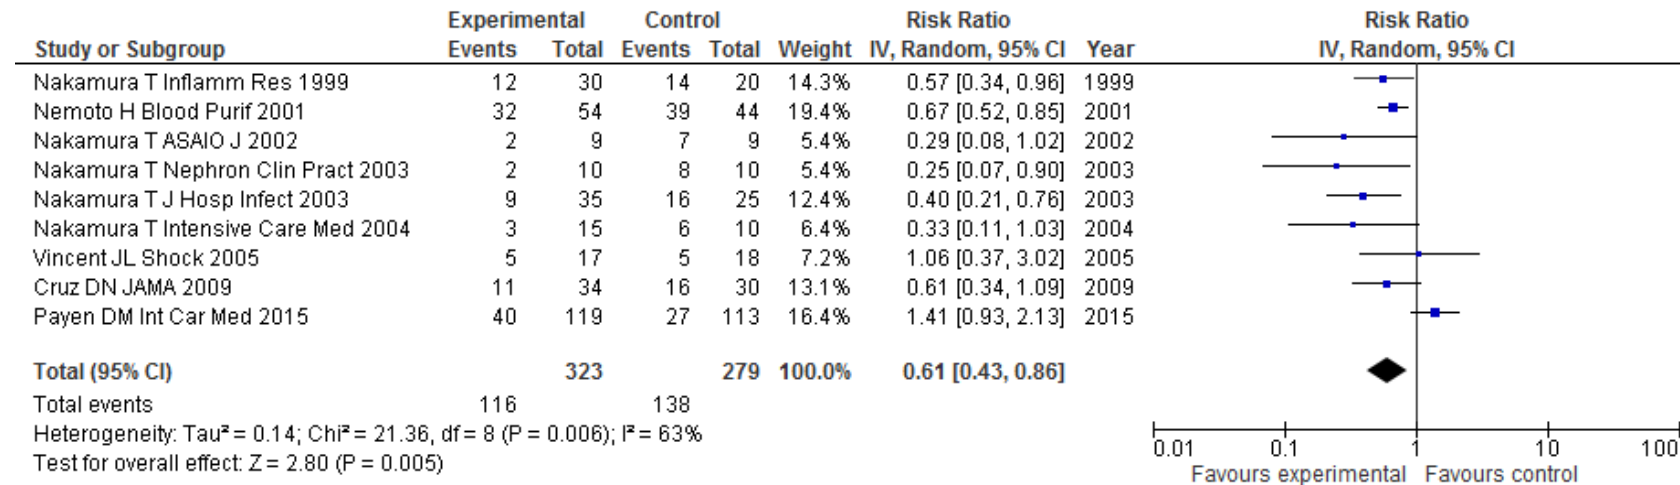 Experimental Control Risk Ratio Risk Ratio
Study or Subgroup Events Total Events Total Weight IV, Random, 95% CI Year IV, Random, 95% CI
Nakamura T Inflamm Res 1999 12 30 14 20 14.3% 0.57 [0.34, 0.96] 1999
Nemoto H Blood Purif 2001 32 54 39 44 19.4% 0.67 [0.52, 0.85] 2001
Nakamura T ASAIO J 2002 2 9 7 9 5.4% 0.29 [0.08, 1.02] 2002
Nakamura T Nephron Clin Pract 2003 2 10 8 10 5.4% 0.25 [0.07, 0.90] 2003
Nakamura T J Hosp Infect 2003 9 35 16 25 12.4% 0.40 [0.21, 0.76] 2003
Nakamura T Intensive Care Med 2004 3 15 6 10 6.4% 0.33 [0.11, 1.03] 2004
Vincent JL Shock 2005 5 17 5 18 7.2% 1.06 [0.37, 3.02] 2005
Cruz DN JAMA 2009 11 34 16 30 13.1% 0.61 [0.34, 1.09] 2009
Payen DM Int Car Med 2015 40 119 27 113 16.4% 1.41 [0.93, 2.13] 2015
Total (95% CI) 323 279 100.0% 0.61 [0.43, 0.86]
Total events 116 138
Heterogeneity: Tau² = 0.14; Chi² = 21.36, df = 8 (P = 0.006); I² = 63%
Test for overall effect: Z = 2.80 (P = 0.005)
0.01 0.1 1 10 100
Favours experimental Favours control